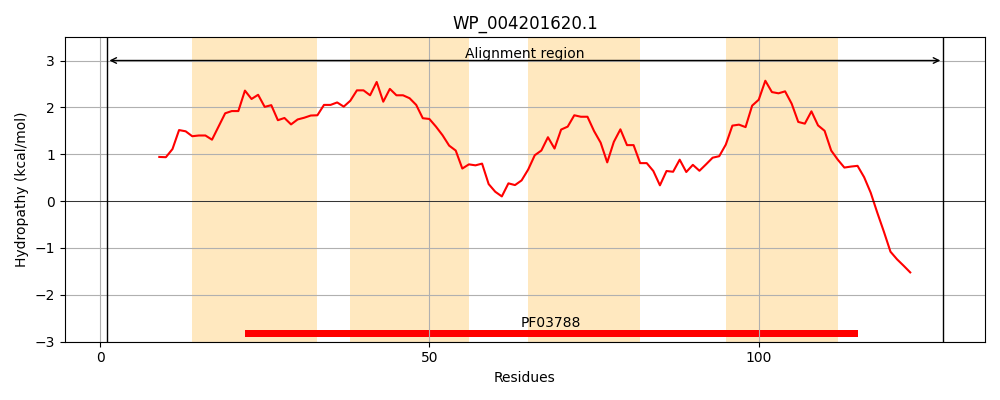 WP_004201620.1
Hydropathy (kcal/mol)
3
2
1
0
−1
−2
−3
Alignment region
PF03788
0
50
100
Residues